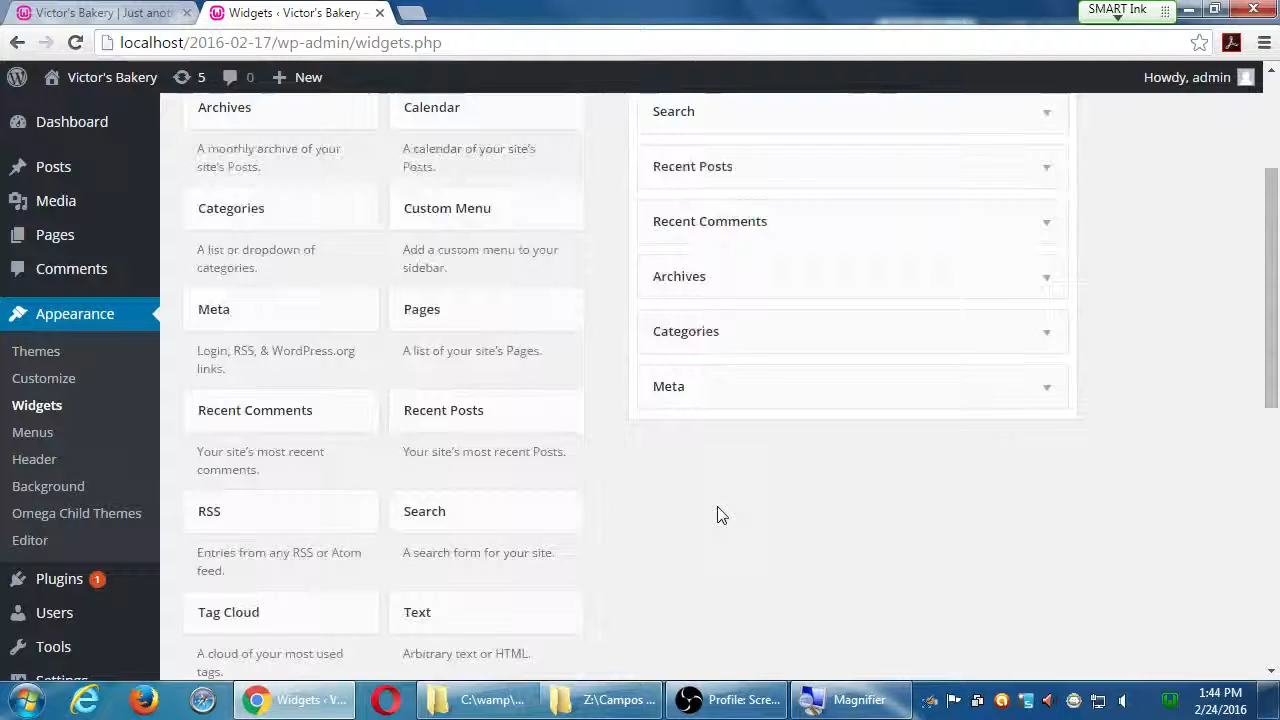 Victor's Bakery | Just anot
Widgets ‹ Victor's Bakery –
SMART Ink
localhost/2016-02-17/wp-admin/widgets.php
Victor's Bakery
5
0
New
Howdy, admin
Dashboard
Posts
Media
Pages
Comments
Appearance
Themes
Customize
Widgets
Menus
Header
Background
Omega Child Themes
Editor
Plugins 1
Users
Tools
Settings
Archives
Calendar
A monthly archive of your
site's Posts.
A calendar of your site's
Posts.
Categories
Custom Menu
A list or dropdown of
categories.
Add a custom menu to your
sidebar.
Meta
Pages
Login, RSS, & WordPress.org
links.
A list of your site's Pages.
Recent Comments
Recent Posts
Your site's most recent
comments.
Your site's most recent Posts.
RSS
Search
Entries from any RSS or Atom
feed.
A search form for your site.
Tag Cloud
Text
A cloud of your most used
tags.
Arbitrary text or HTML.
Search
Recent Posts
Recent Comments
Archives
Categories
Meta
Widgets ‹ V...
C:\wamp\...
Z:\Campos ...
Profile: Scre...
Magnifier
1:44 PM
2/24/2016